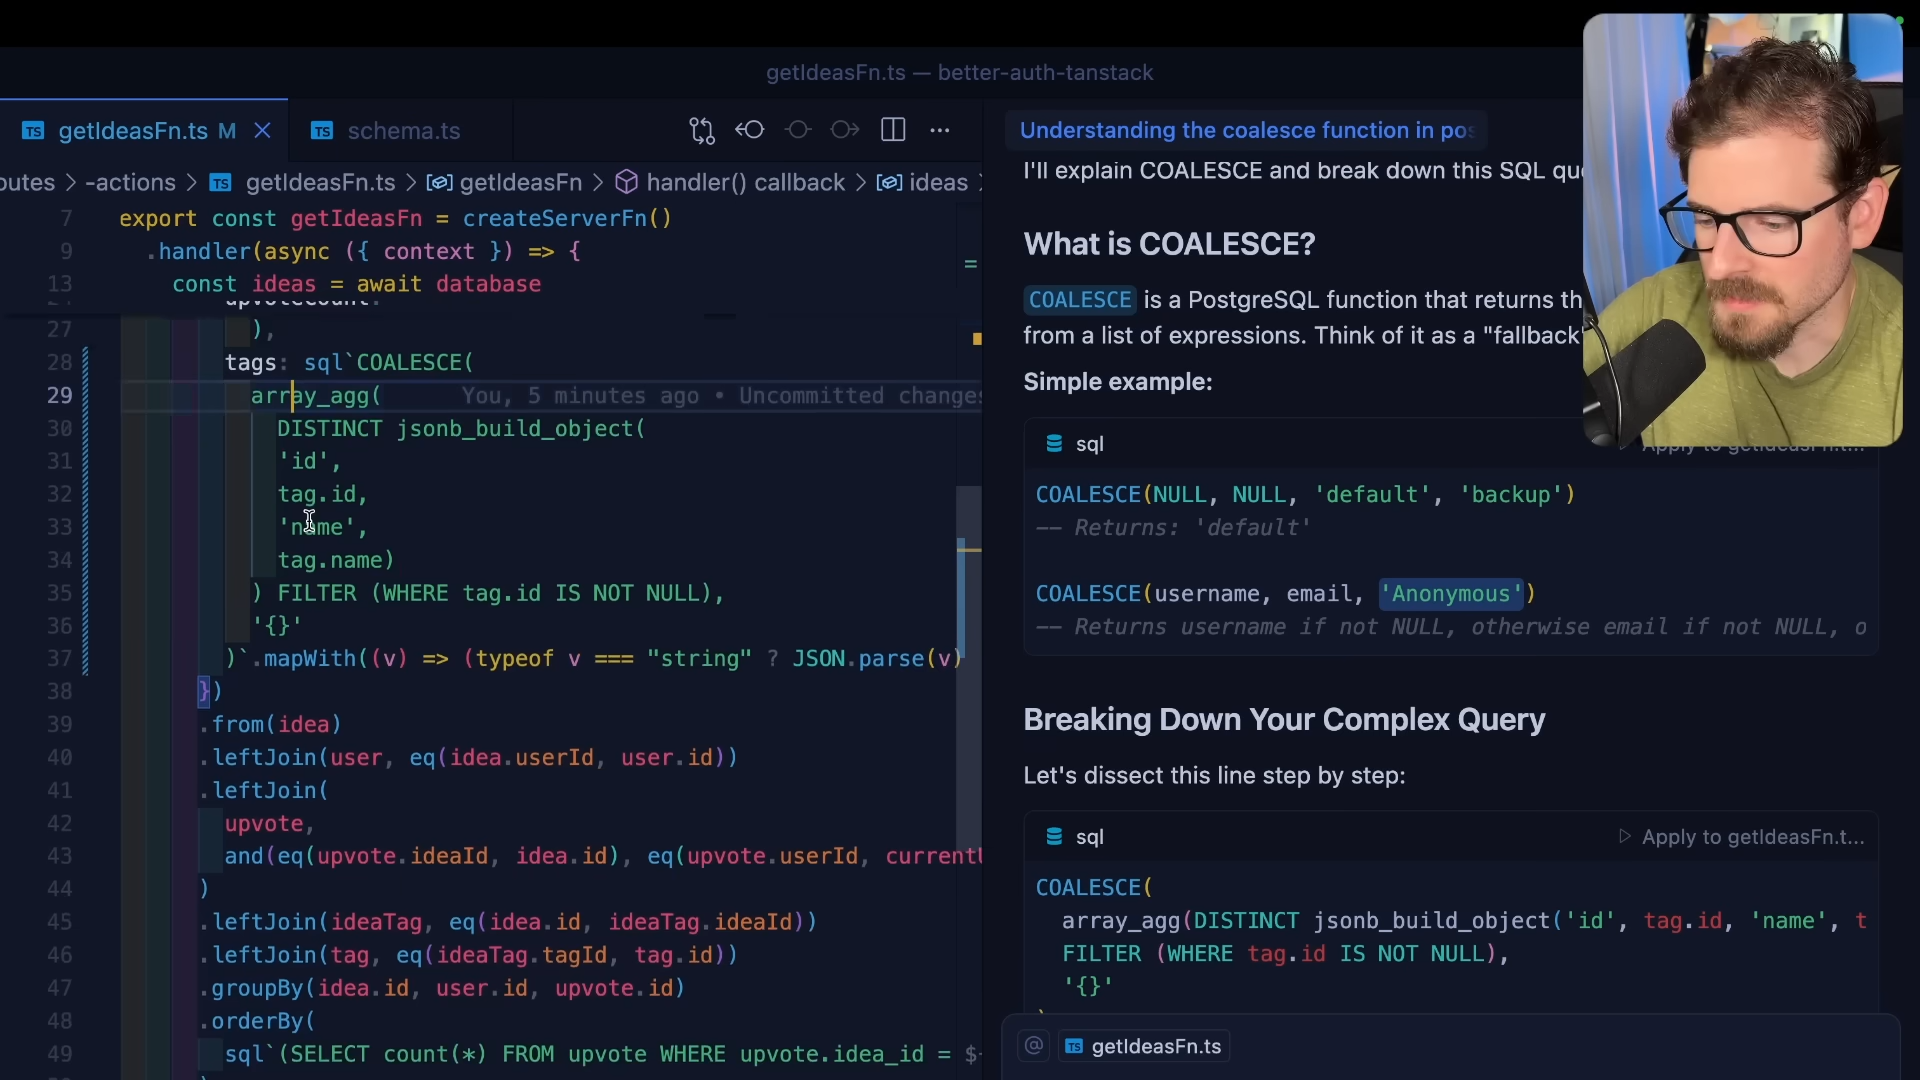 getIdeasFn.ts — better-auth-tanstack
TS getIdeasFn.ts M
TS schema.ts
outes > -actions > TS getIdeasFn.ts > getIdeasFn > handler() callback > ideas
7 export const getIdeasFn = createServerFn()
9 .handler(async ({ context }) => {
13 const ideas = await database
27 ),
28 tags: sql`COALESCE(
29 array_agg( You, 5 minutes ago • Uncommitted changes
30 DISTINCT jsonb_build_object(
31 'id',
32 tag.id,
33 'name',
34 tag.name)
35 ) FILTER (WHERE tag.id IS NOT NULL),
36 '{}'
37 )`.mapWith((v) => (typeof v === "string" ? JSON.parse(v)
38 })
39 .from(idea)
40 .leftJoin(user, eq(idea.userId, user.id))
41 .leftJoin(
42 upvote,
43 and(eq(upvote.ideaId, idea.id), eq(upvote.userId, current
44 )
45 .leftJoin(ideaTag, eq(idea.id, ideaTag.ideaId))
46 .leftJoin(tag, eq(ideaTag.tagId, tag.id))
47 .groupBy(idea.id, user.id, upvote.id)
48 .orderBy(
49 sql`(SELECT count(*) FROM upvote WHERE upvote.idea_id = $
Understanding the coalesce function in pos
I'll explain COALESCE and break down this SQL que
What is COALESCE?
COALESCE is a PostgreSQL function that returns th
from a list of expressions. Think of it as a "fallback
Simple example:
sql
COALESCE(NULL, NULL, 'default', 'backup')
-- Returns: 'default'
COALESCE(username, email, 'Anonymous')
-- Returns username if not NULL, otherwise email if not NULL, o
Breaking Down Your Complex Query
Let's dissect this line step by step:
sql Apply to getIdeasFn.t...
COALESCE(
array_agg(DISTINCT jsonb_build_object('id', tag.id, 'name', t
FILTER (WHERE tag.id IS NOT NULL),
'{}'
@ TS getIdeasFn.ts